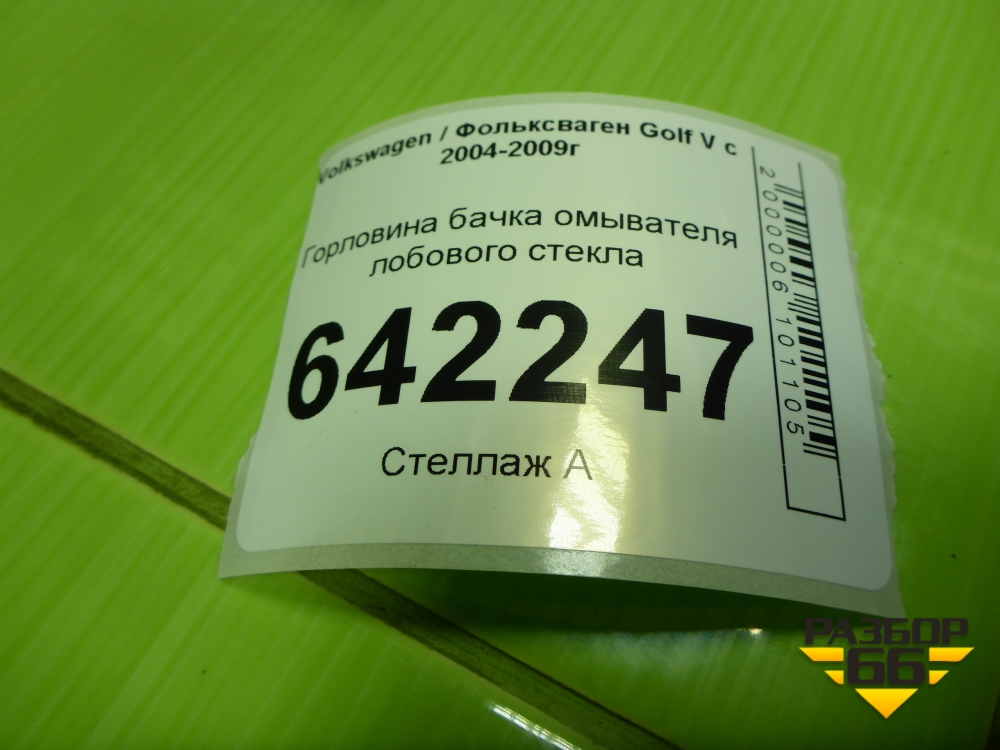 Volkswagen / Фольксваген Golf V с
2004-2009г
Горловина бачка омывателя
лобового стекла
642247
Стеллаж А
2000006101105
РАЗБОР
66